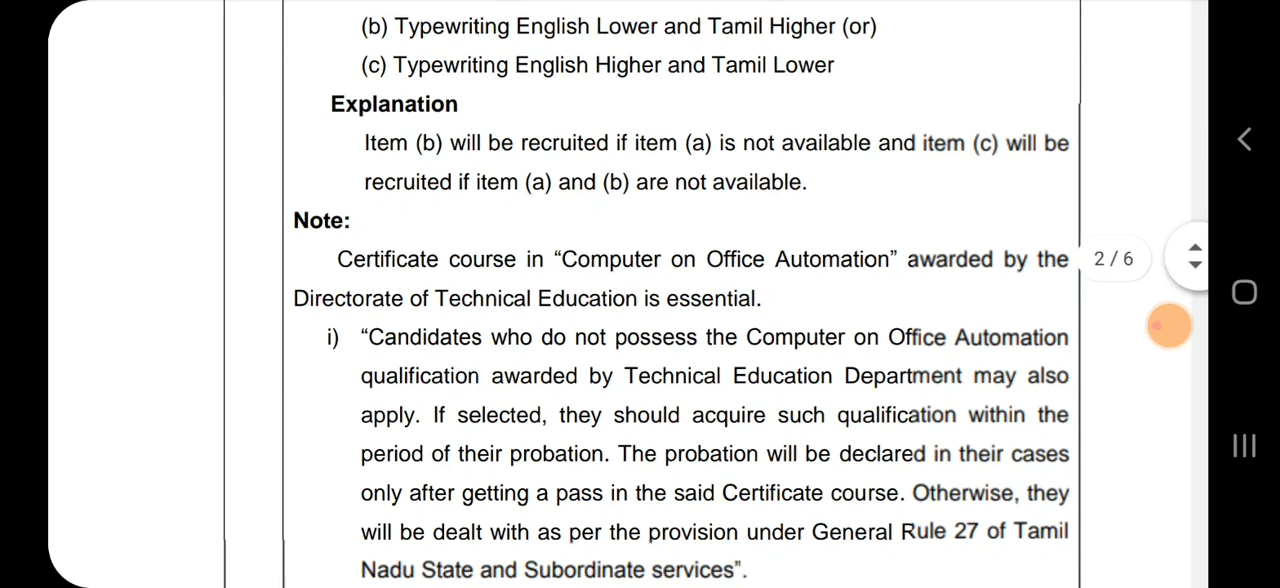 (b) Typewriting English Lower and Tamil Higher (or)
(c) Typewriting English Higher and Tamil Lower
Explanation
Item (b) will be recruited if item (a) is not available and item (c) will be
recruited if item (a) and (b) are not available.
Note:
Certificate course in “Computer on Office Automation” awarded by the
Directorate of Technical Education is essential.
2 / 6
i) “Candidates who do not possess the Computer on Office Automation
qualification awarded by Technical Education Department may also
apply. If selected, they should acquire such qualification within the
period of their probation. The probation will be declared in their cases
only after getting a pass in the said Certificate course. Otherwise, they
will be dealt with as per the provision under General Rule 27 of Tamil
Nadu State and Subordinate services”.